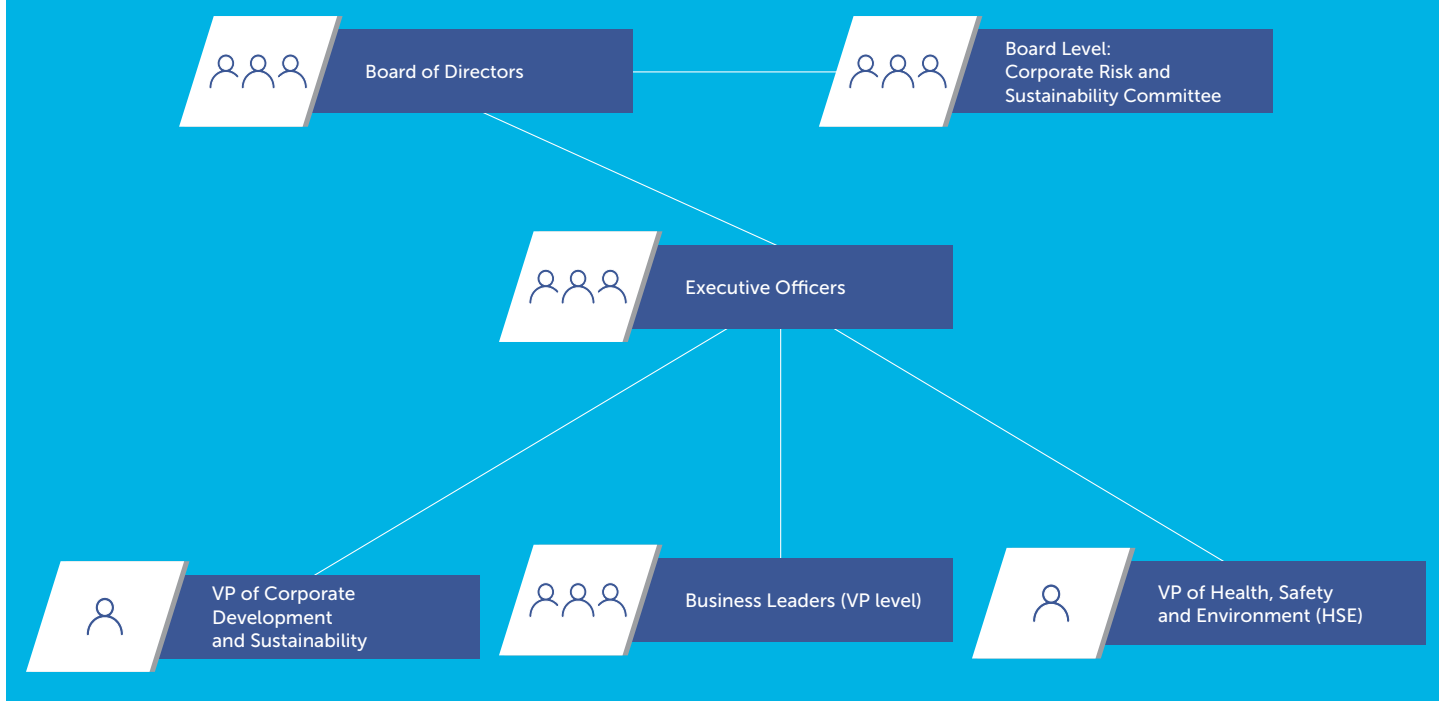 Board of Directors
Board Level:
Corporate Risk and
Sustainability Committee
Executive Officers
VP of Corporate
Development
and Sustainability
Business Leaders (VP level)
VP of Health, Safety
and Environment (HSE)